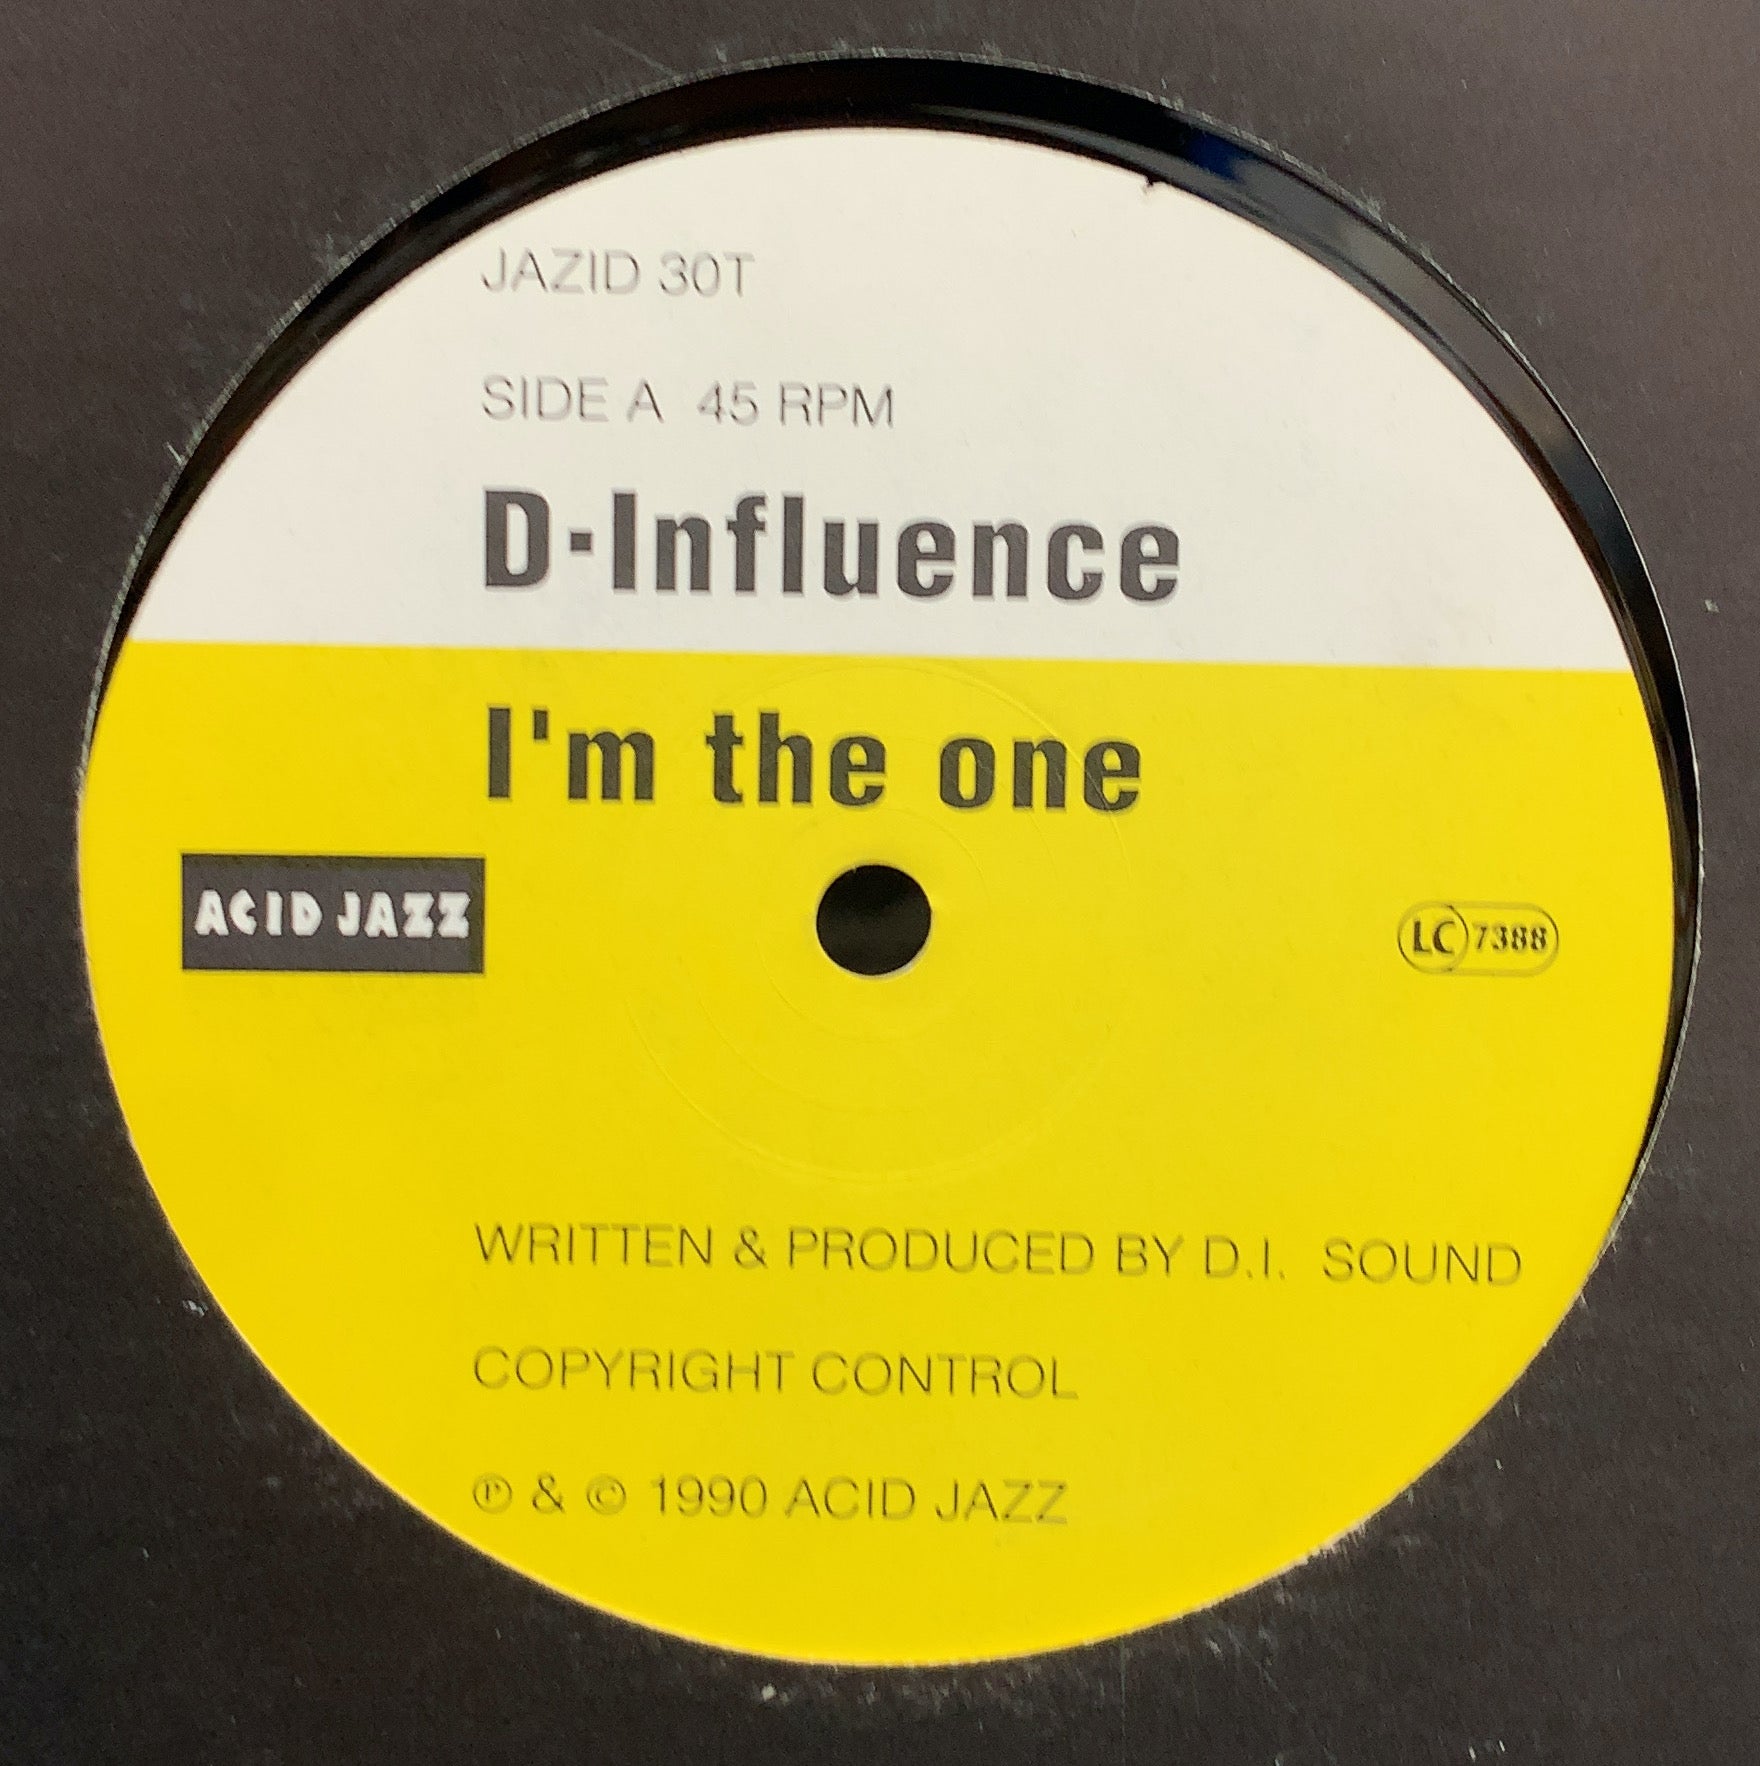 JAZID 30T
SIDE A 45 RPM
D·Influence
I'm the one
ACID JAZZ
LC 7388
WRITTEN & PRODUCED BY D.I. SOUND
COPYRIGHT CONTROL
℗ & © 1990 ACID JAZZ